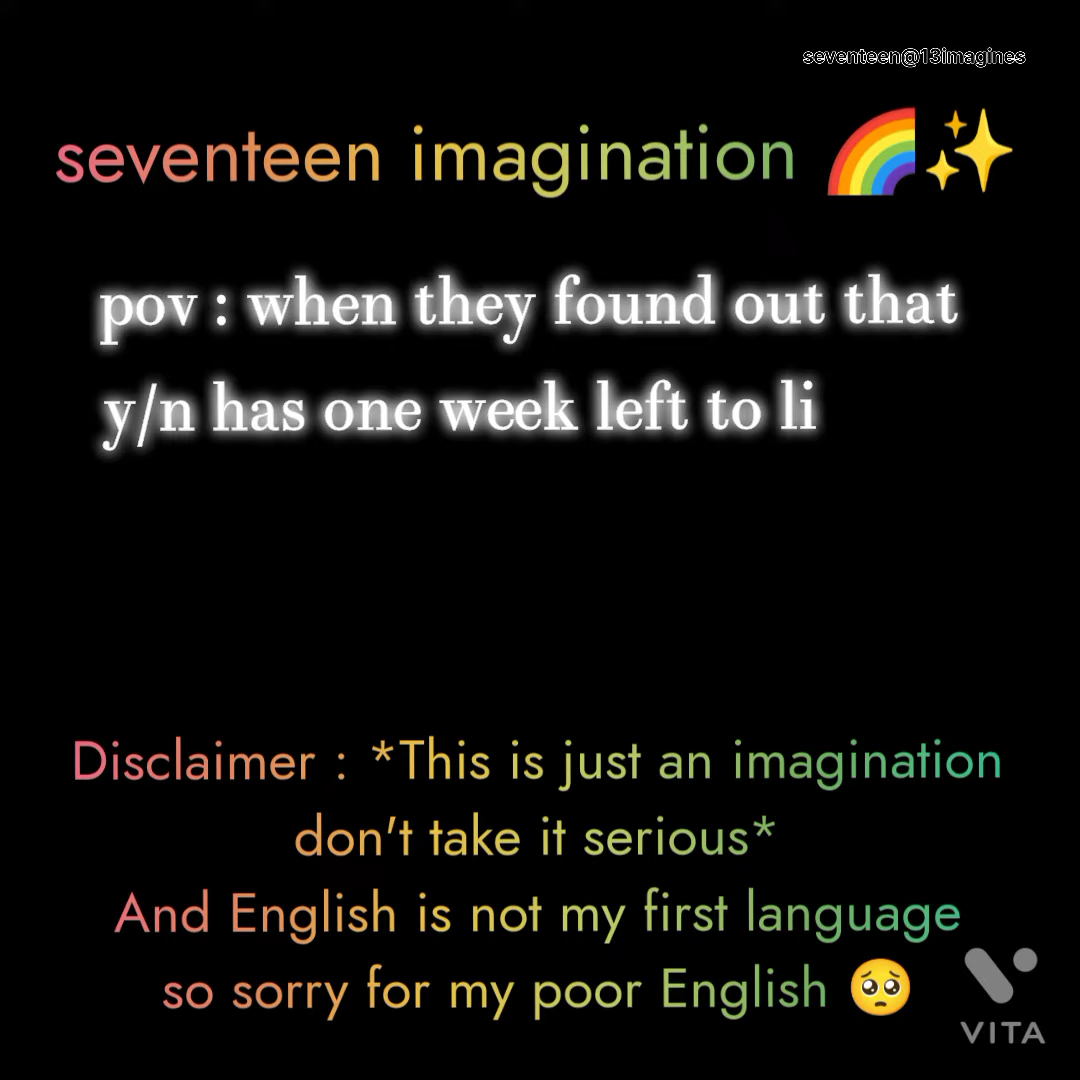 seventeen@13imagines
seventeen imagination 🌈✨
pov : when they found out that
y/n has one week left to li
Disclaimer : *This is just an imagination
don't take it serious*
And English is not my first language
so sorry for my poor English 🥺
VITA